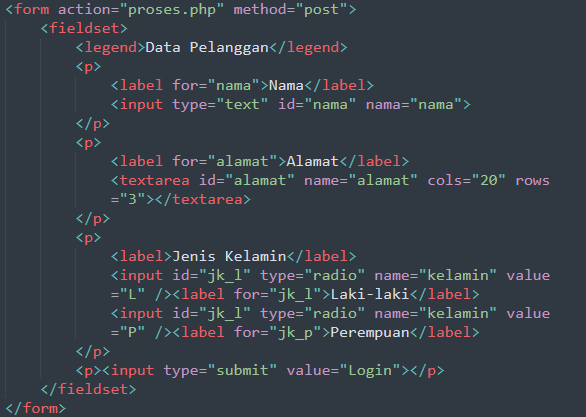 <form action="proses.php" method="post">
<fieldset>
<legend>Data Pelanggan</legend>
<p>
<label for="nama">Nama</label>
<input type="text" id="nama" nama="nama">
</p>
<p>
<label for="alamat">Alamat</label>
<textarea id="alamat" name="alamat" cols="20" rows
="3"></textarea>
</p>
<p>
<label>Jenis Kelamin</label>
<input id="jk_l" type="radio" name="kelamin" value
="L" /><label for="jk_l">Laki-laki</label>
<input id="jk_l" type="radio" name="kelamin" value
="P" /><label for="jk_p">Perempuan</label>
</p>
<p><input type="submit" value="Login"></p>
</fieldset>
</form>